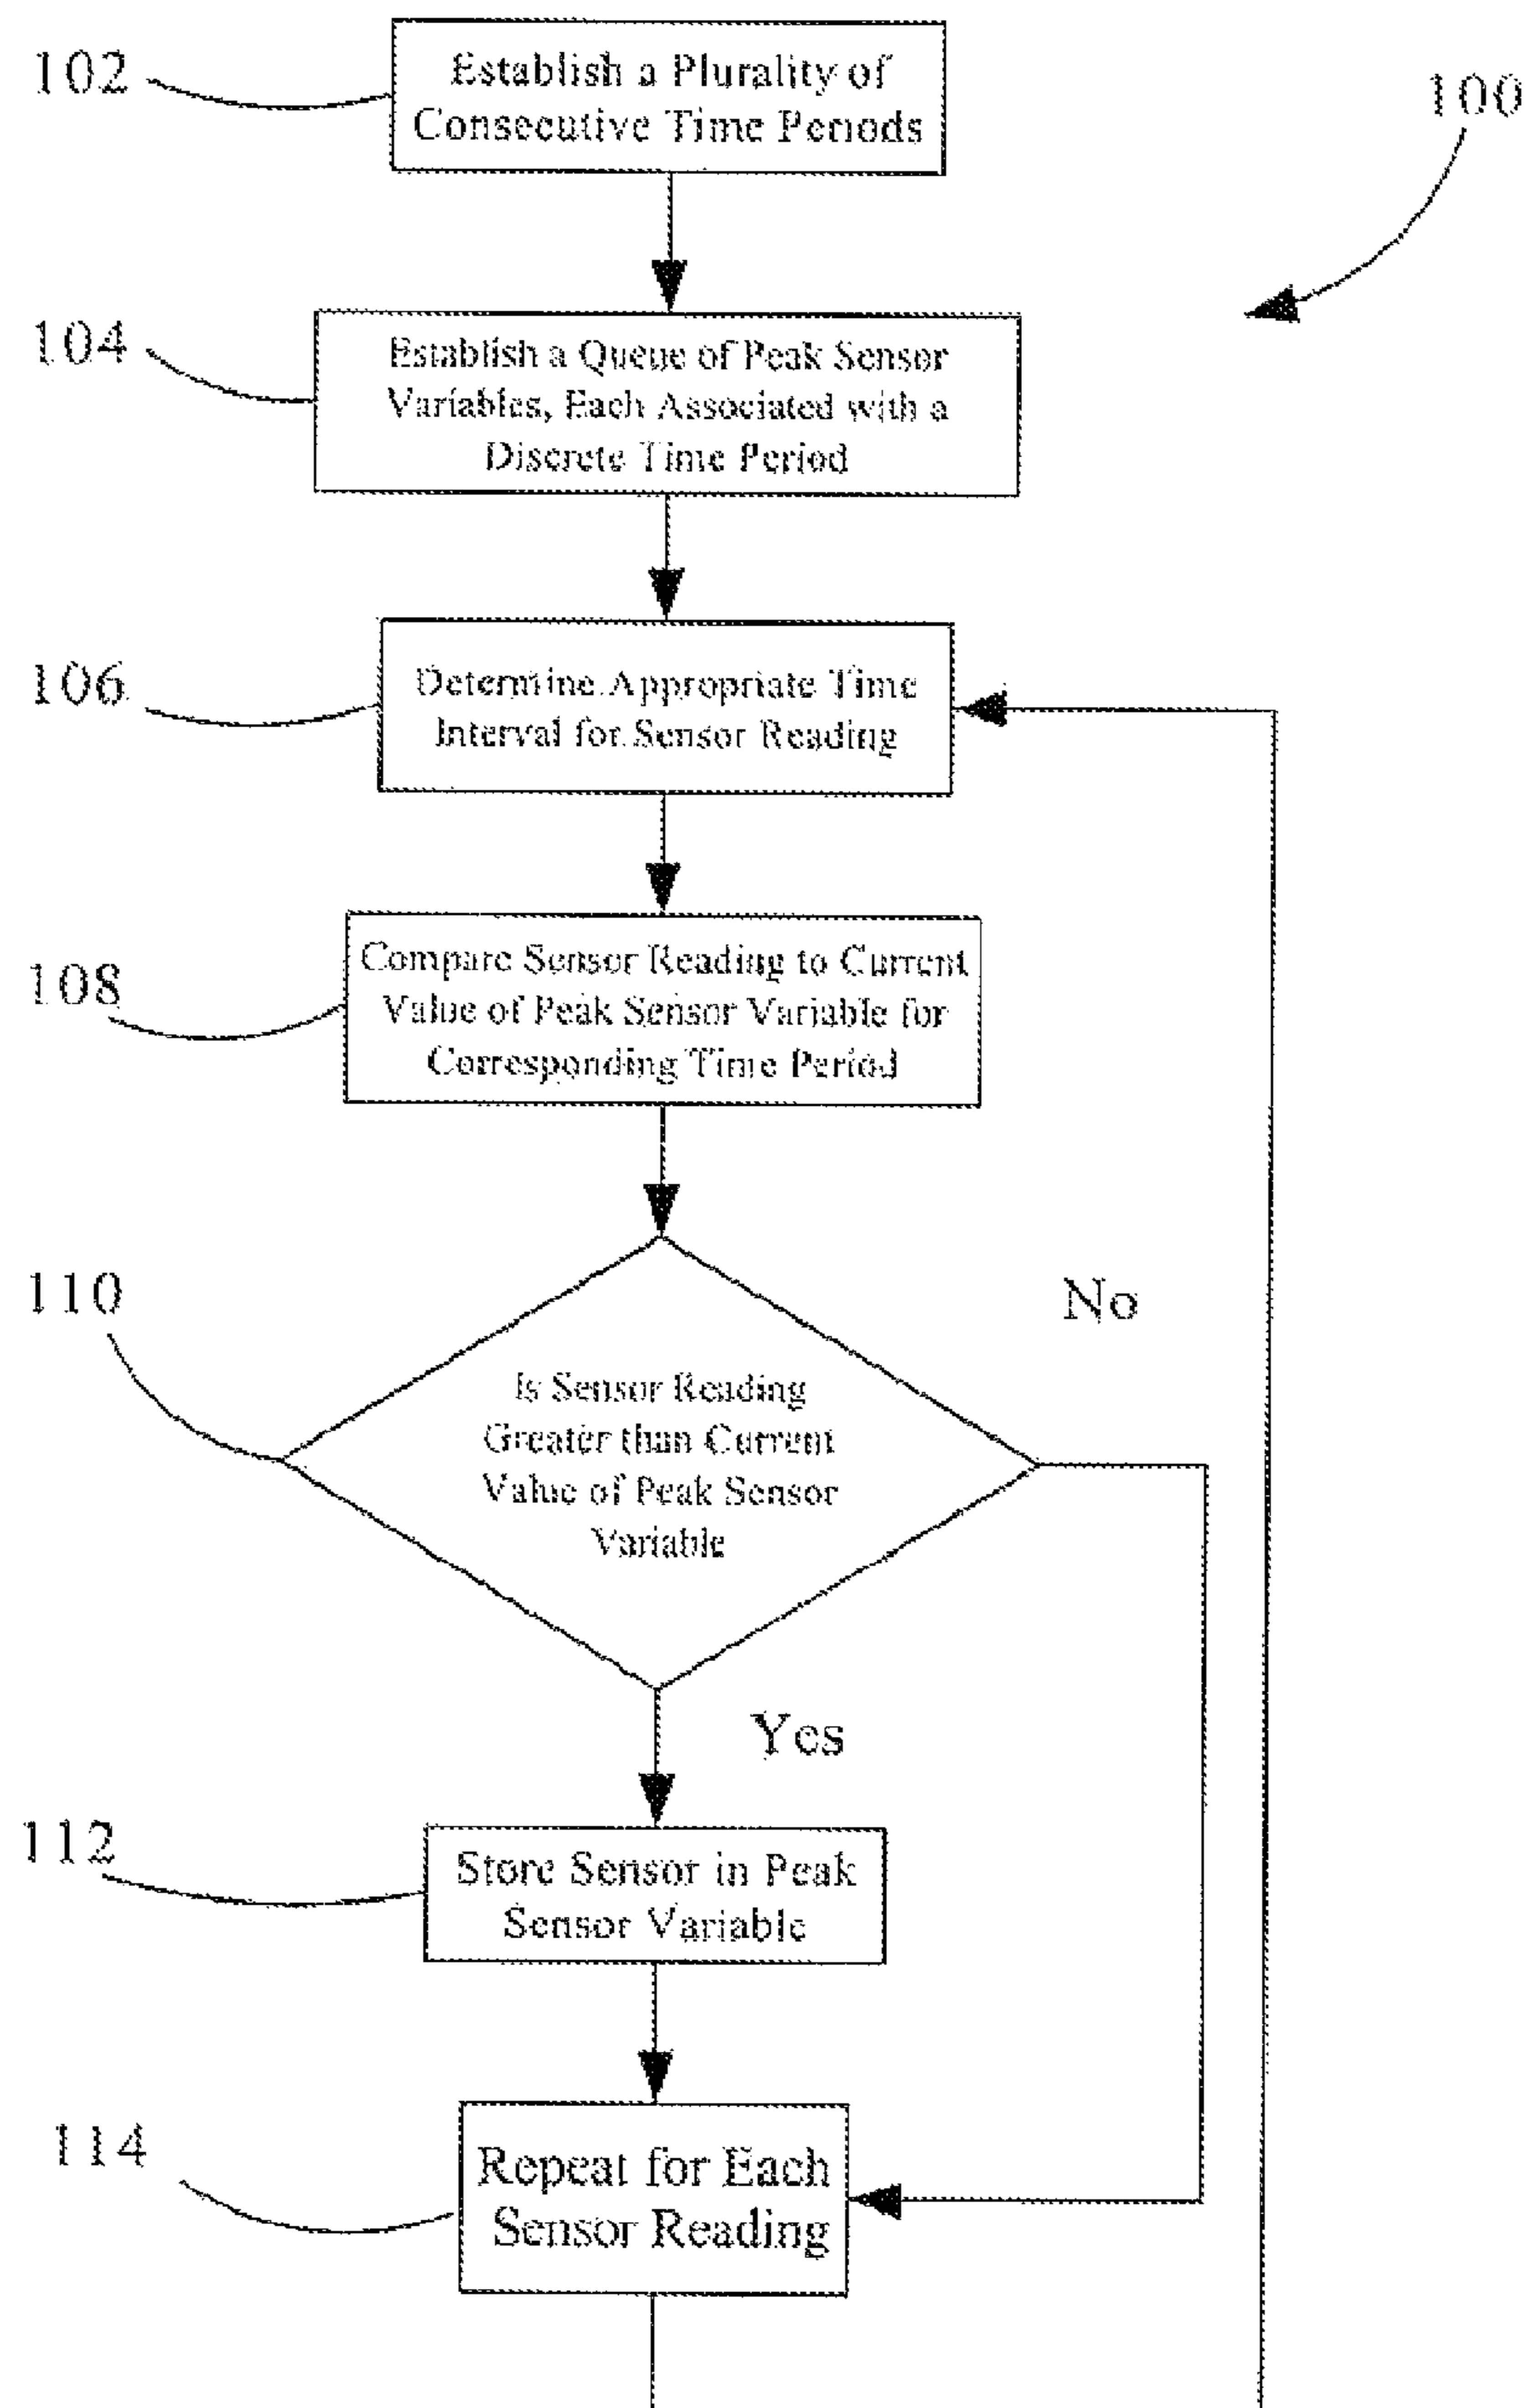 102
Establish a Plurality of
Consecutive Time Periods
100
104
Establish a Queue of Peak Sensor
Variables, Each Associated with a
Discrete Time Period
106
Determine Appropriate Time
Interval for Sensor Reading
108
Compare Sensor Reading to Current
Value of Peak Sensor Variable for
Corresponding Time Period
110
No
Is Sensor Reading
Greater than Current
Value of Peak Sensor
Variable
Yes
112
Store Sensor in Peak
Sensor Variable
114
Repeat for Each
Sensor Reading